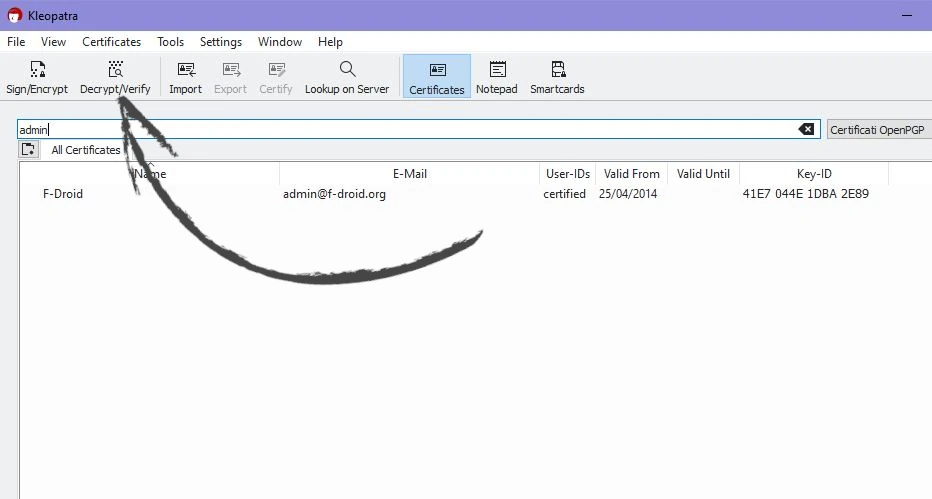 Kleopatra
File View Certificates Tools Settings Window Help
Sign/Encrypt Decrypt/Verify Import Export Certify Lookup on Server Certificates Notepad Smartcards
admin Certificati OpenPGP
All Certificates
Name E-Mail User-IDs Valid From Valid Until Key-ID
F-Droid admin@f-droid.org certified 25/04/2014 41E7 044E 1DBA 2E89